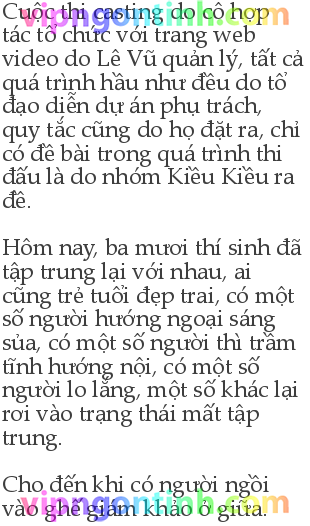 Cuộc thi casting do cô hợp
tác tổ chức với trang web
video do Lê Vũ quản lý, tất cả
quá trình hầu như đều do tổ
đạo diễn dự án phụ trách,
quy tắc cũng do họ đặt ra, chỉ
có đề bài trong quá trình thi
đấu là do nhóm Kiều Kiều ra
đề.
Hôm nay, ba mươi thí sinh đã
tập trung lại với nhau, ai
cũng trẻ tuổi đẹp trai, có một
số người hướng ngoại sáng
sủa, có một số người thì trầm
tĩnh hướng nội, có một số
người lo lắng, một số khác lại
rơi vào trạng thái mất tập
trung.
Cho đến khi có người ngồi
vào ghế giám khảo ở giữa.
vipngontinh.com
vipngontinh.com